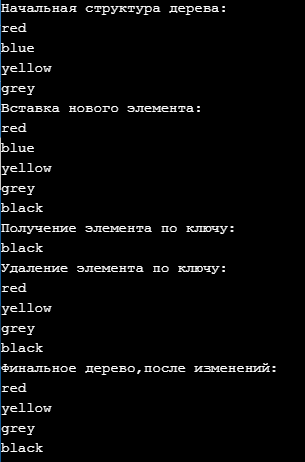 Начальная структура дерева:
red
blue
yellow
grey
Вставка нового элемента:
red
blue
yellow
grey
black
Получение элемента по ключу:
black
Удаление элемента по ключу:
red
yellow
grey
black
Финальное дерево,после изменений:
red
yellow
grey
black